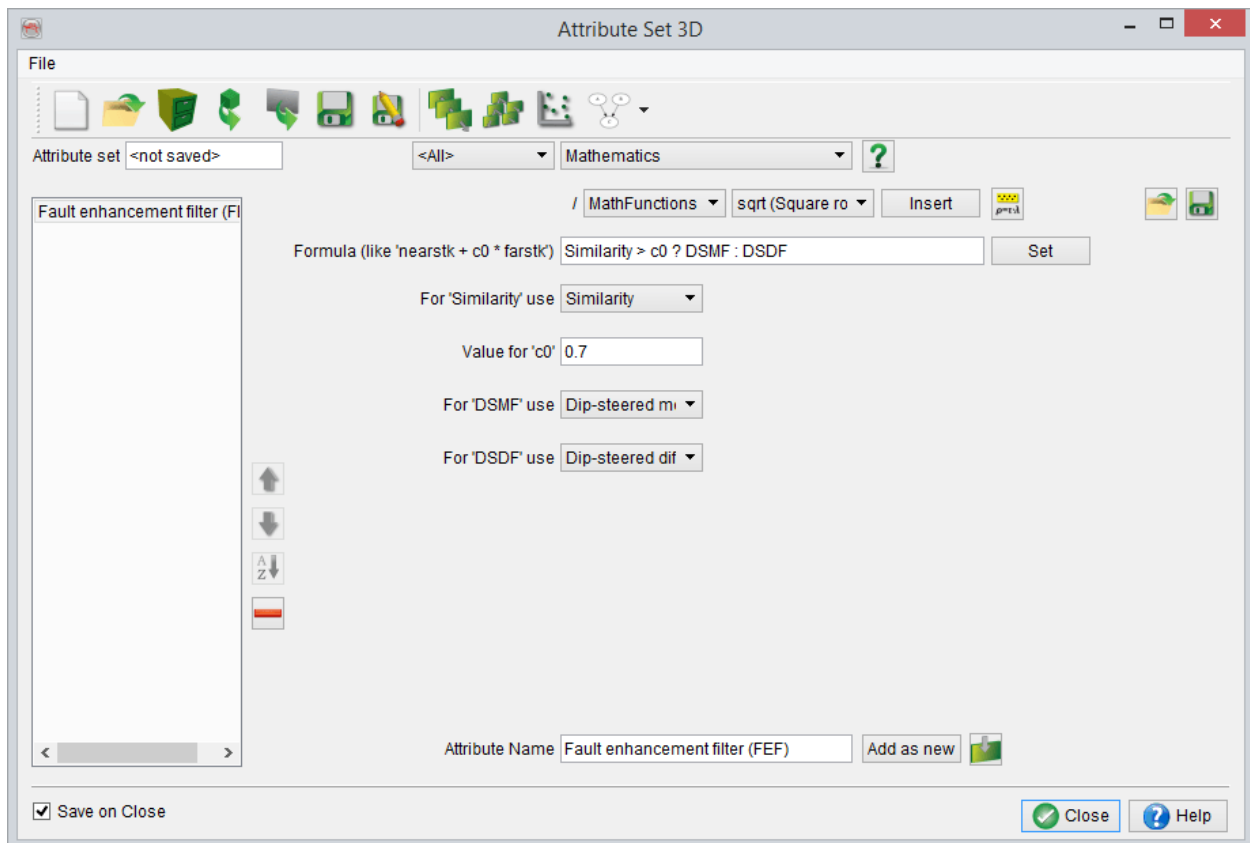 Attribute Set 3D
File
Attribute set <not saved> <All> Mathematics ?
Fault enhancement filter (FI
/ MathFunctions sqrt (Square ro Insert
Formula (like 'nearstk + c0 * farstk') Similarity > c0 ? DSMF : DSDF Set
For 'Similarity' use Similarity
Value for 'c0' 0.7
For 'DSMF' use Dip-steered m
For 'DSDF' use Dip-steered dif
A
Z
Attribute Name Fault enhancement filter (FEF) Add as new
Save on Close Close ? Help